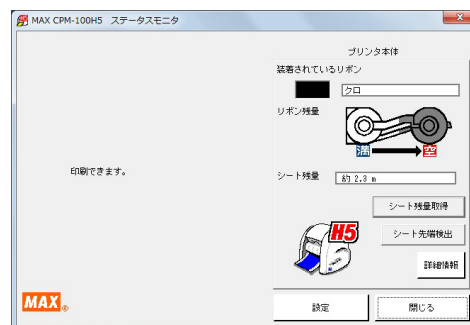 MAX CPM-100H5 ステータスモニタ
プリンタ本体
装着されているリボン
クロ
リボン残量
満
空
印刷できます。
シート残量
約 2.3 m
シート残量取得
H5
シート先端検出
詳細情報
MAX®
設定
閉じる